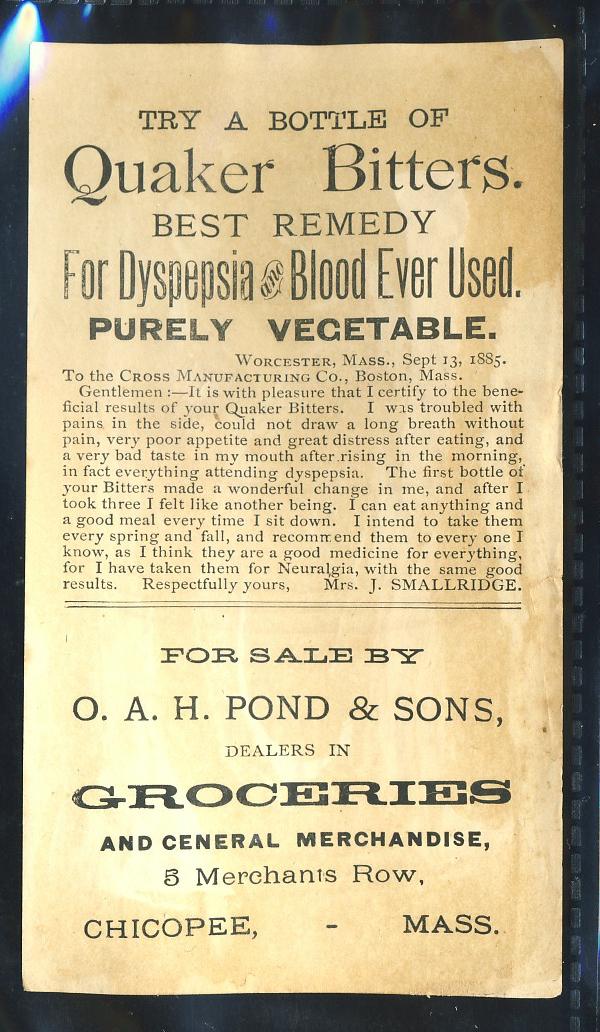 TRY A BOTTLE OF
Quaker Bitters.
BEST REMEDY
For Dyspepsia AND Blood Ever Used.
PURELY VEGETABLE.
WORCESTER, MASS., Sept 13, 1885.
To the CROSS MANUFACTURING CO., Boston, Mass.
Gentlemen :—It is with pleasure that I certify to the bene-
ficial results of your Quaker Bitters. I was troubled with
pains in the side, could not draw a long breath without
pain, very poor appetite and great distress after eating, and
a very bad taste in my mouth after rising in the morning,
in fact everything attending dyspepsia. The first bottle of
your Bitters made a wonderful change in me, and after I
took three I felt like another being. I can eat anything and
a good meal every time I sit down. I intend to take them
every spring and fall, and recommend them to every one I
know, as I think they are a good medicine for everything,
for I have taken them for Neuralgia, with the same good
results. Respectfully yours, Mrs. J. SMALLRIDGE.
FOR SALE BY
O. A. H. POND & SONS,
DEALERS IN
GROCERIES
AND GENERAL MERCHANDISE,
5 Merchants Row,
CHICOPEE, - MASS.